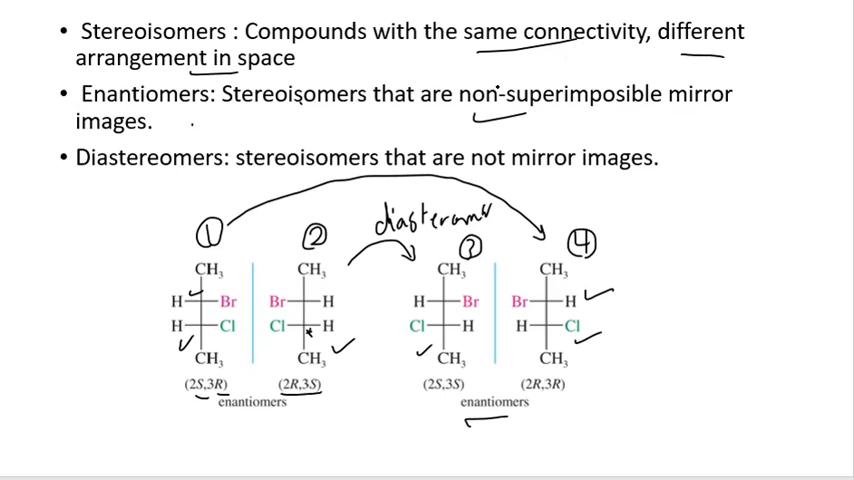 • Stereoisomers : Compounds with the same connectivity, different
arrangement in space
• Enantiomers: Stereoisomers that are non-superimposible mirror
images.
• Diastereomers: stereoisomers that are not mirror images.
① ② ③ ④
CH₃ CH₃ CH₃ CH₃
H Br Br H H Br Br H
H Cl Cl H Cl H H Cl
CH₃ CH₃ CH₃ CH₃
(2S,3R) (2R,3S) (2S,3S) (2R,3R)
enantiomers enantiomers